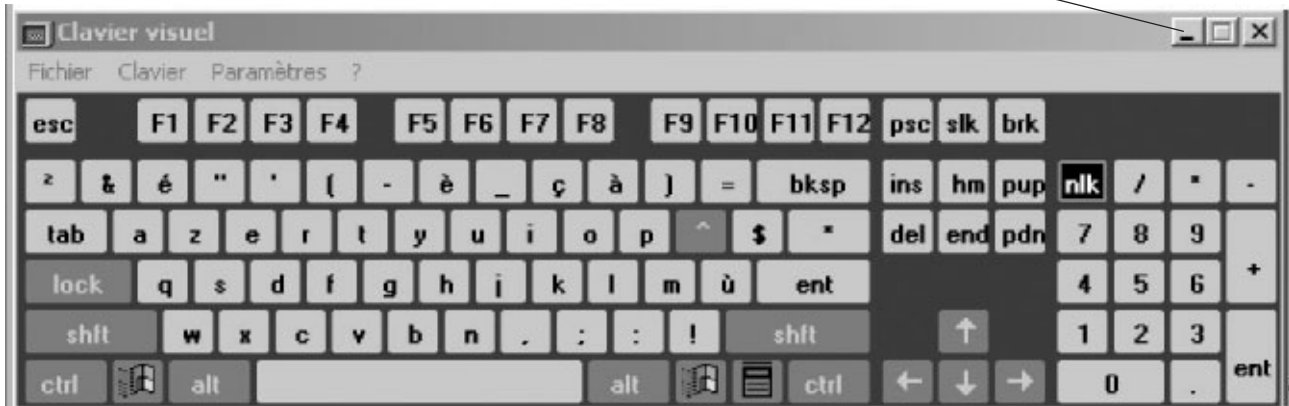 Clavier visuel
Fichier Clavier Paramètres ?
esc F1 F2 F3 F4 F5 F6 F7 F8 F9 F10 F11 F12 psc slk brk
² & é " ' ( - è _ ç à ) = bksp ins hm pup nlk / * -
tab a z e r t y u i o p ^ $ * del end pdn 7 8 9 +
lock q s d f g h j k l m ù ent 4 5 6
shft w x c v b n , ; : ! shft ↑ 1 2 3 ent
ctrl alt alt ctrl ← ↓ → 0 .